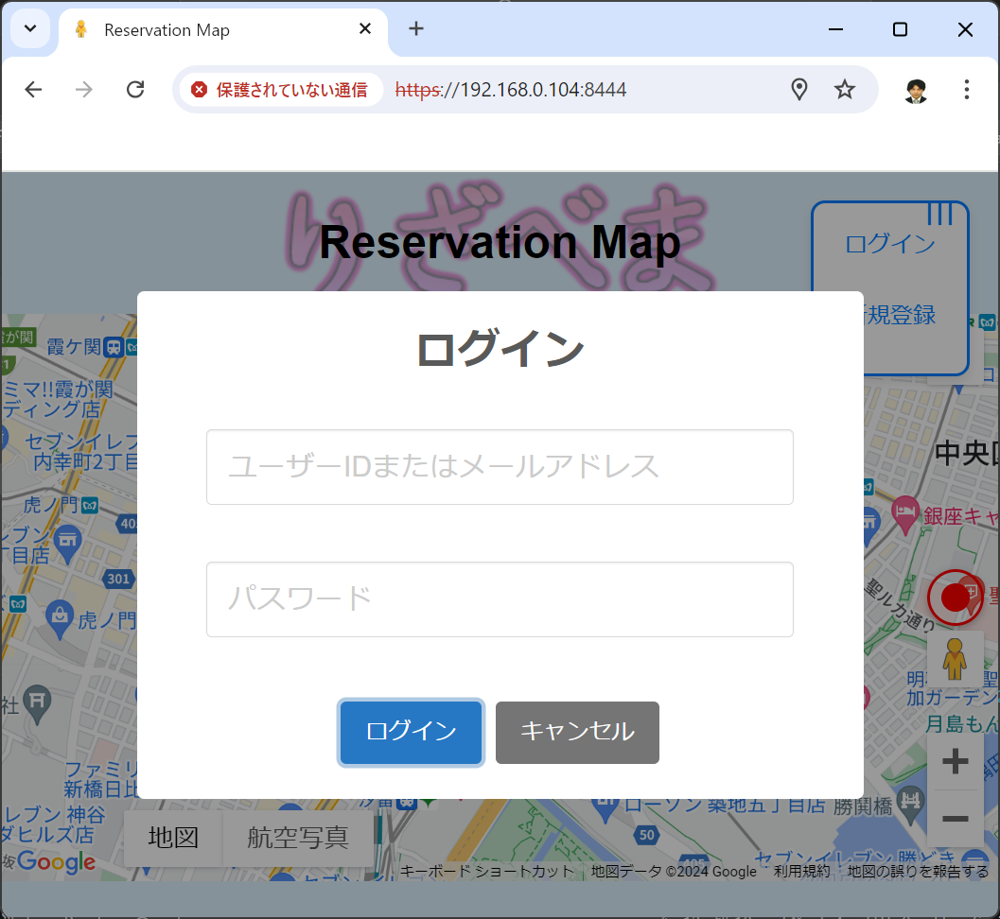 Reservation Map
保護されていない通信
https://192.168.0.104:8444
りざべま
Reservation Map
ログイン
規登録
ログイン
ユーザーIDまたはメールアドレス
パスワード
ログイン
キャンセル
が関
霞ケ関
ミマ!!霞が関
ディング店
セブンイレブ
内幸町2丁目
虎ノ門
レブン
丁目店
301
虎ノ門
社
ファミリ
新橋日比
レブン 神谷
ダヒルズ店
坂
中央区
銀座キャ
聖ルカ通り
聖
明
聖
加ガーデン
月島もん
ローソン 築地五丁目店
勝鬨橋
汐留
50
セブンイレブン 勝どき
地図
航空写真
Google
キーボード ショートカット
地図データ ©2024 Google
利用規約
地図の誤りを報告する